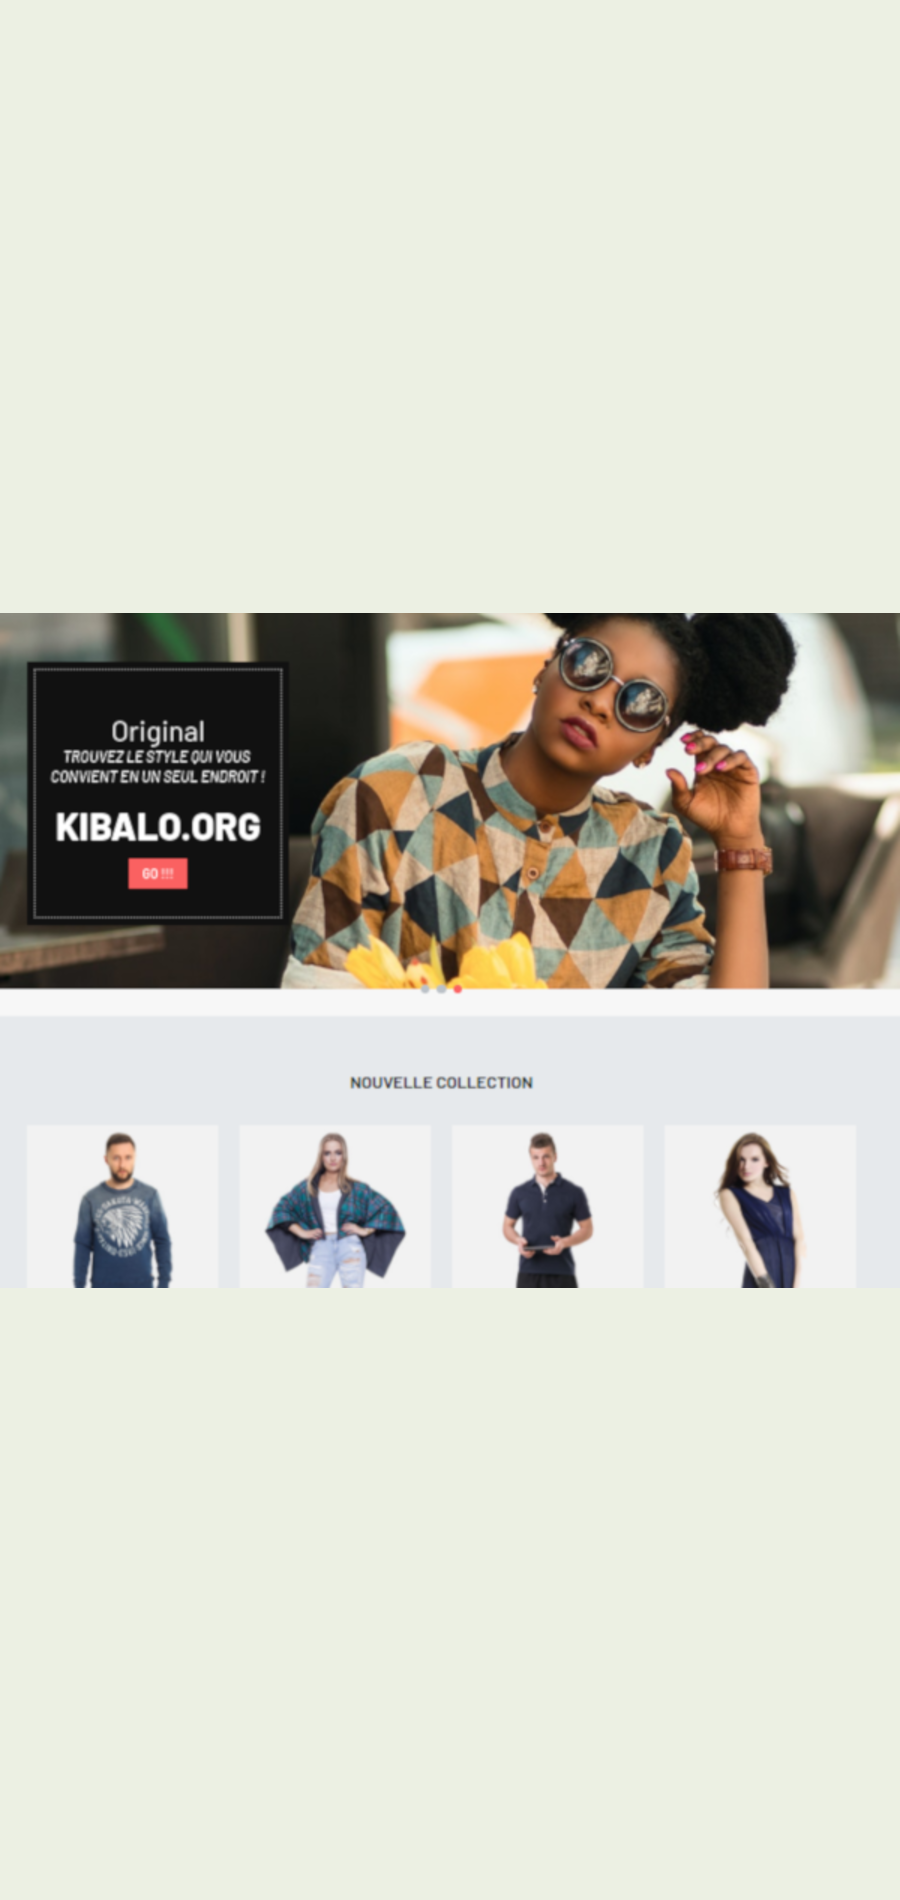 Original
TROUVEZ LE STYLE QUI VOUS
CONVIENT EN UN SEUL ENDROIT !
KIBALO.ORG
GO !!!
NOUVELLE COLLECTION